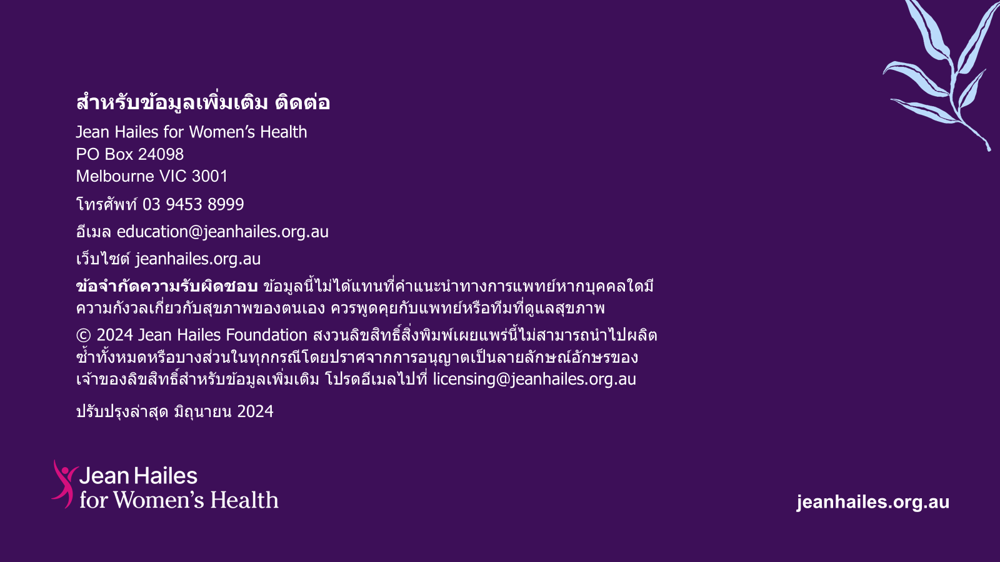 สำหรับข้อมูลเพิ่มเติม ติดต่อ
Jean Hailes for Women’s Health
PO Box 24098
Melbourne VIC 3001
โทรศัพท์ 03 9453 8999
อีเมล education@jeanhailes.org.au
เว็บไซต์ jeanhailes.org.au
ข้อจำกัดความรับผิดชอบ ข้อมูลนี้ไม่ได้แทนที่คำแนะนำทางการแพทย์หากบุคคลใดมี
ความกังวลเกี่ยวกับสุขภาพของตนเอง ควรพูดคุยกับแพทย์หรือทีมที่ดูแลสุขภาพ
© 2024 Jean Hailes Foundation สงวนลิขสิทธิ์สิ่งพิมพ์เผยแพร่นี้ไม่สามารถนำไปผลิต
ซ้ำทั้งหมดหรือบางส่วนในทุกกรณีโดยปราศจากการอนุญาตเป็นลายลักษณ์อักษรของ
เจ้าของลิขสิทธิ์สำหรับข้อมูลเพิ่มเติม โปรดอีเมลไปที่ licensing@jeanhailes.org.au
ปรับปรุงล่าสุด มิถุนายน 2024
Jean Hailes
for Women’s Health
jeanhailes.org.au